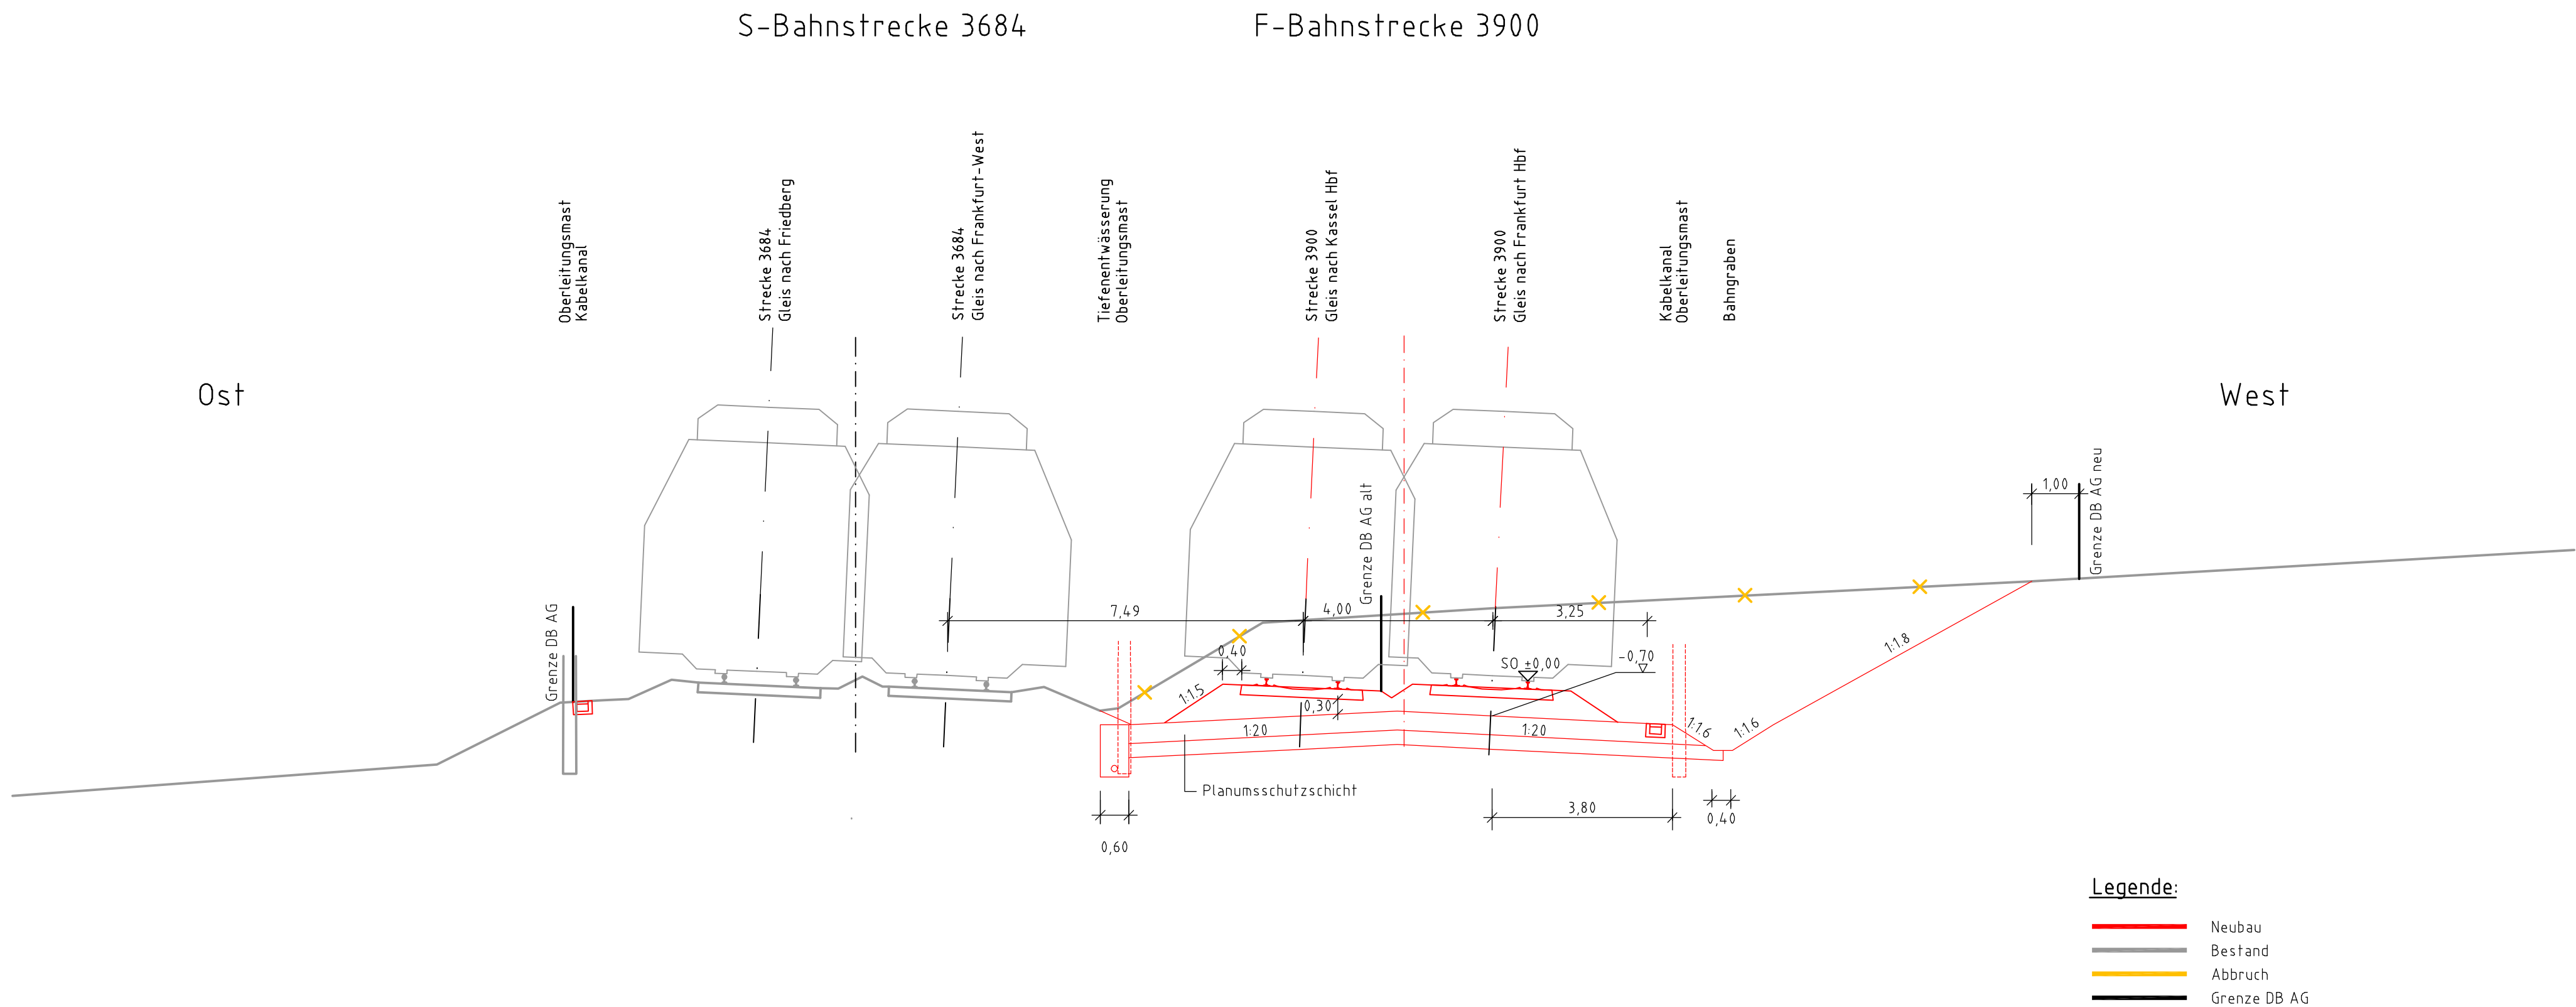 S-Bahnstrecke 3684
F-Bahnstrecke 3900
Oberleitungsmast
Kabelkanal
Strecke 3684
Gleis nach Friedberg
Strecke 3684
Gleis nach Frankfurt-West
Tiefenentwässerung
Oberleitungsmast
Strecke 3900
Gleis nach Kassel Hbf
Strecke 3900
Gleis nach Frankfurt Hbf
Kabelkanal
Oberleitungsmast
Bahngraben
Ost
West
Grenze DB AG
Grenze DB AG alt
Grenze DB AG neu
1,00
7,49
4,00
3,25
0,40
SO ±0,00
-0,70
1:1.5
0,30
1:20
1:20
1:1.6
1:1.6
1:1.8
Planumsschutzschicht
0,60
3,80
0,40
Legende:
Neubau
Bestand
Abbruch
Grenze DB AG